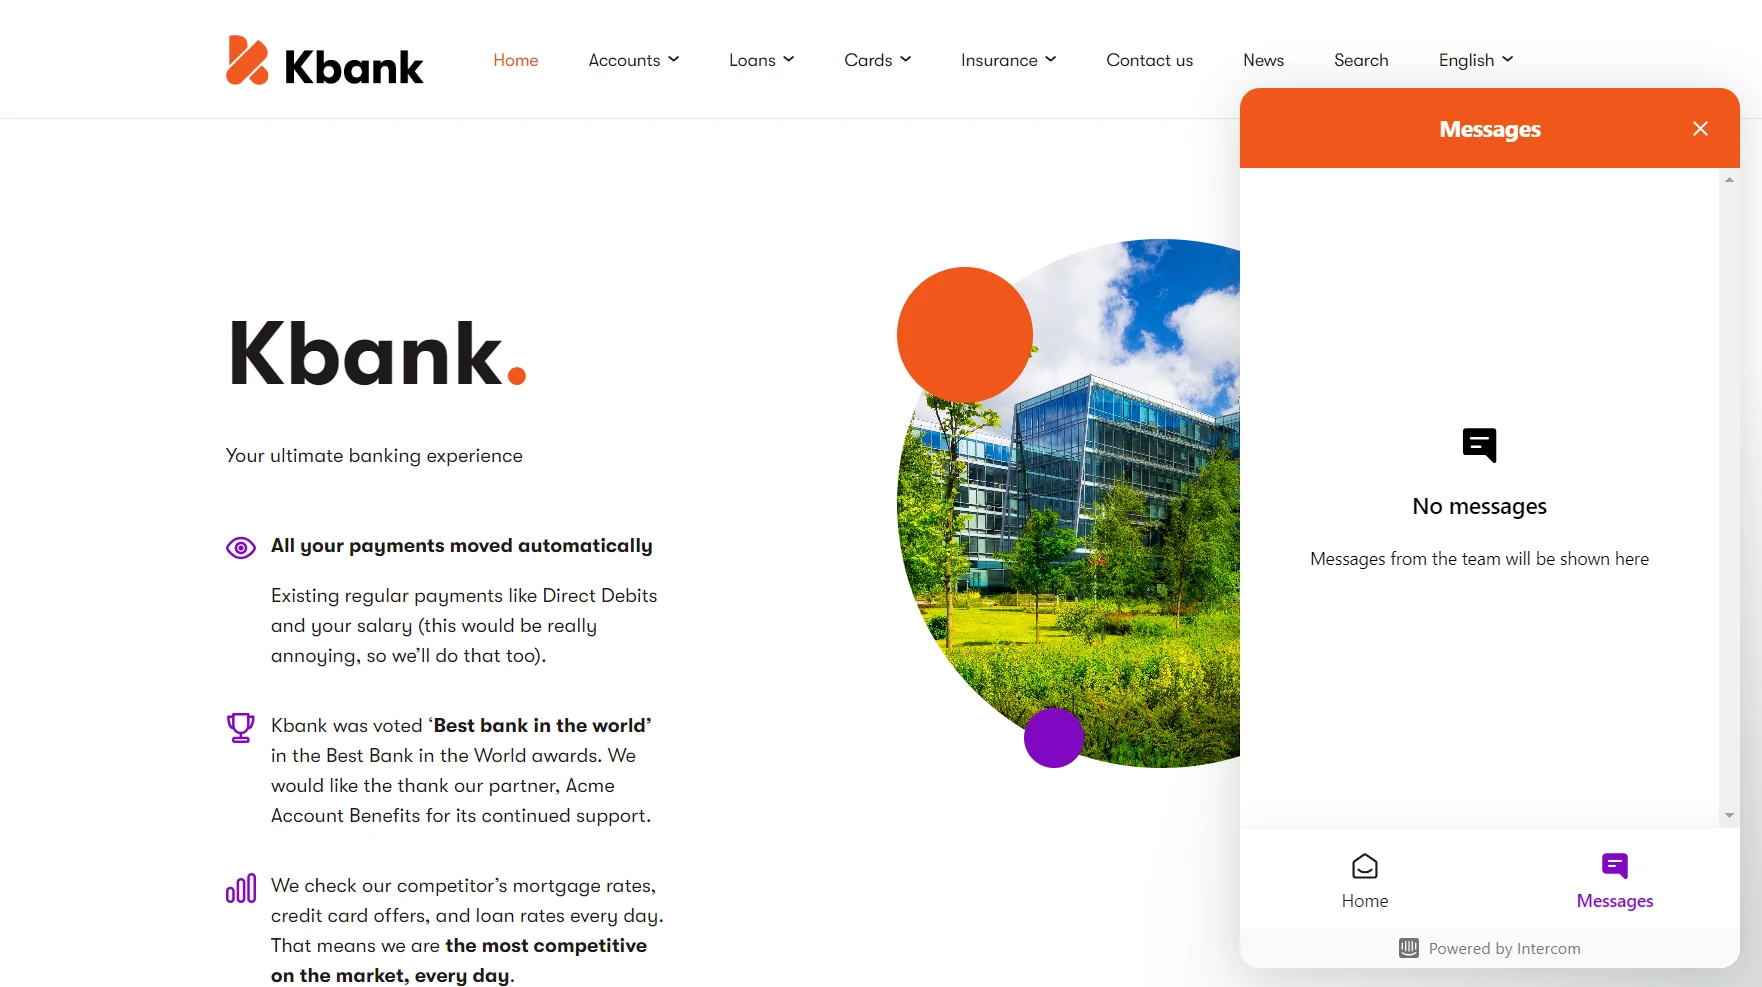 Kbank
Home Accounts Loans Cards Insurance Contact us News Search English
Kbank.
Your ultimate banking experience
All your payments moved automatically
Existing regular payments like Direct Debits
and your salary (this would be really
annoying, so we’ll do that too).
Kbank was voted ‘Best bank in the world’
in the Best Bank in the World awards. We
would like the thank our partner, Acme
Account Benefits for its continued support.
We check our competitor’s mortgage rates,
credit card offers, and loan rates every day.
That means we are the most competitive
on the market, every day.
Messages
No messages
Messages from the team will be shown here
Home Messages
Powered by Intercom